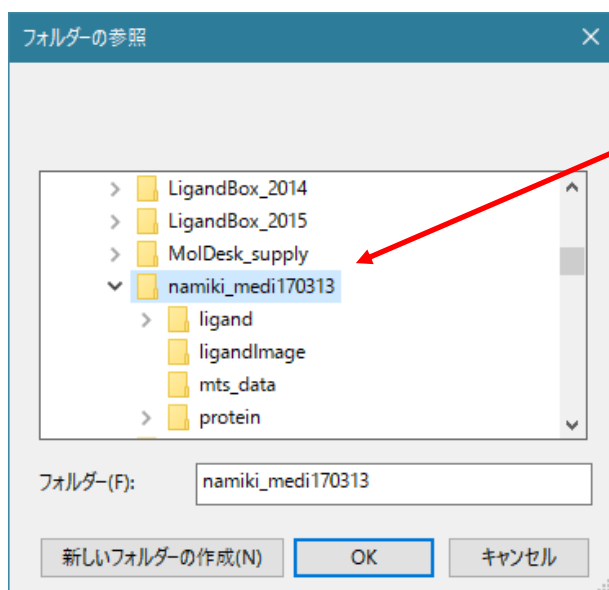 フォルダーの参照
LigandBox_2014
LigandBox_2015
MolDesk_supply
namiki_medi170313
ligand
ligandImage
mts_data
protein
フォルダー(F):
namiki_medi170313
新しいフォルダーの作成(N)
OK
キャンセル